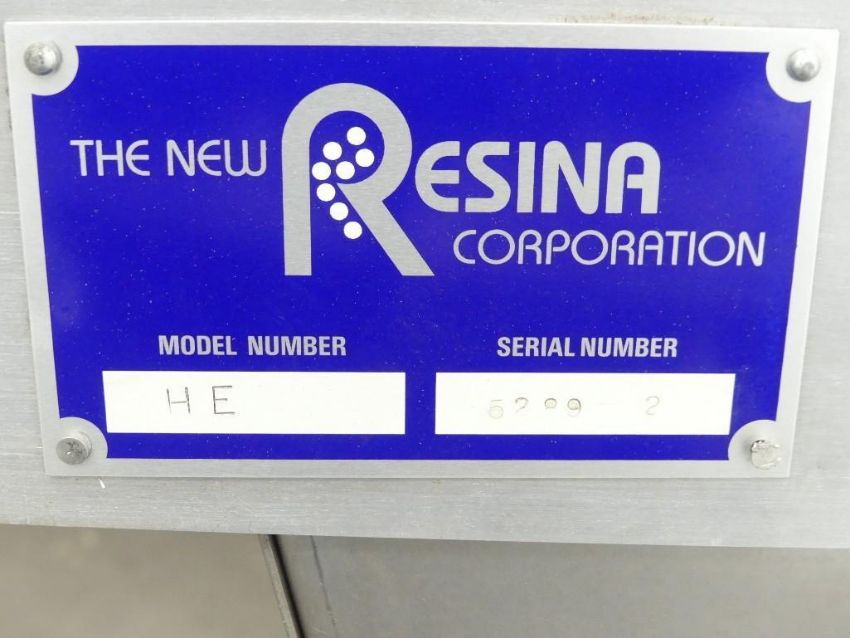 THE NEW RESINA
CORPORATION
MODEL NUMBER
SERIAL NUMBER
HE